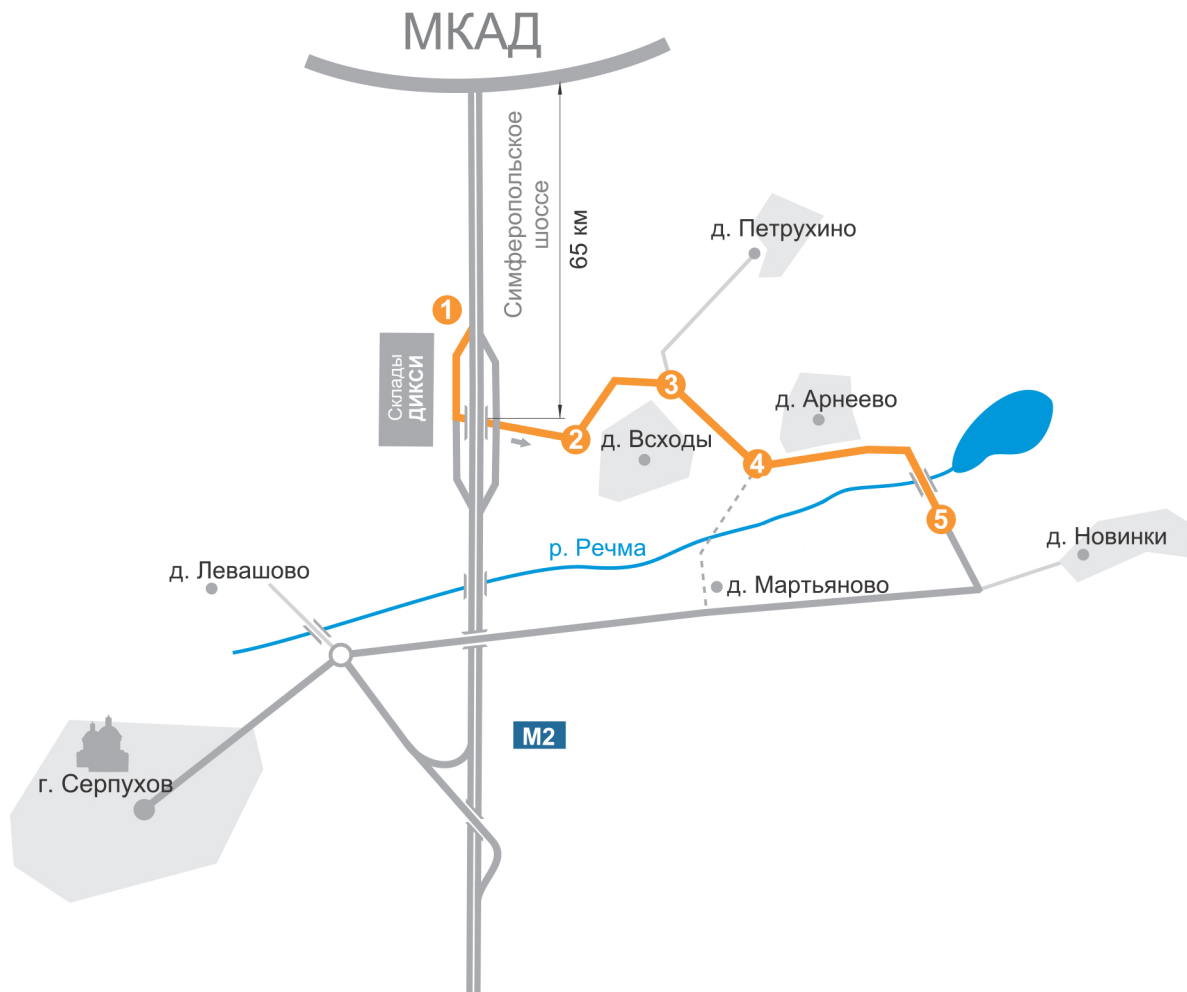 МКАД
Симферопольское
шоссе
65 км
д. Петрухино
1
Склады
ДИКСИ
3
д. Арнеево
2
д. Всходы
4
5
р. Речма
д. Новинки
д. Левашово
д. Мартьяново
М2
г. Серпухов